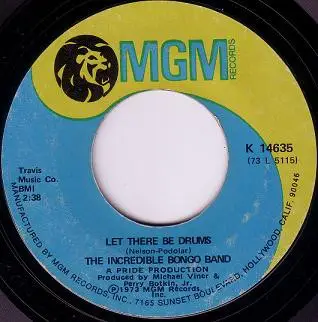 MGM
RECORDS
K 14635
(73 L 5115)
Travis
Music Co.
BMI
2:38
LET THERE BE DRUMS
(Nelson-Podolar)
THE INCREDIBLE BONGO BAND
A PRIDE PRODUCTION
Produced by Michael Viner &
Perry Botkin, Jr.
℗1973 MGM Records,
Inc.
MANUFACTURED BY MGM RECORDS, INC., 7165 SUNSET BOULEVARD, HOLLYWOOD, CALIF. 90046